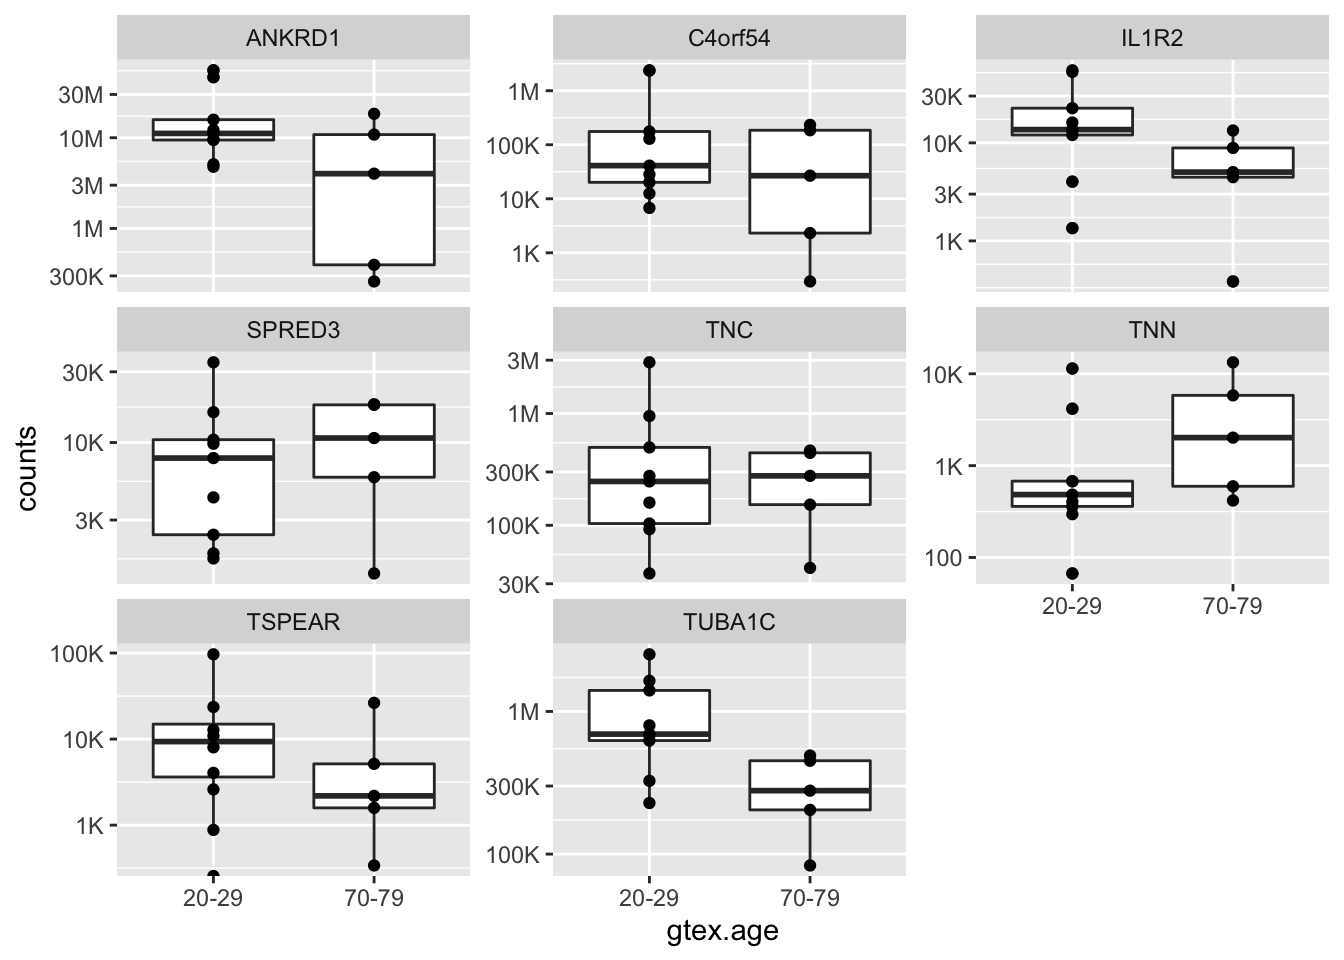 ANKRD1
C4orf54
IL1R2
30M
10M
3M
1M
300K
1M
100K
10K
1K
30K
10K
3K
1K
SPRED3
TNC
TNN
30K
10K
3K
3M
1M
300K
100K
30K
10K
1K
100
20-29
70-79
TSPEAR
TUBA1C
100K
10K
1K
1M
300K
100K
20-29
70-79
20-29
70-79
counts
gtex.age